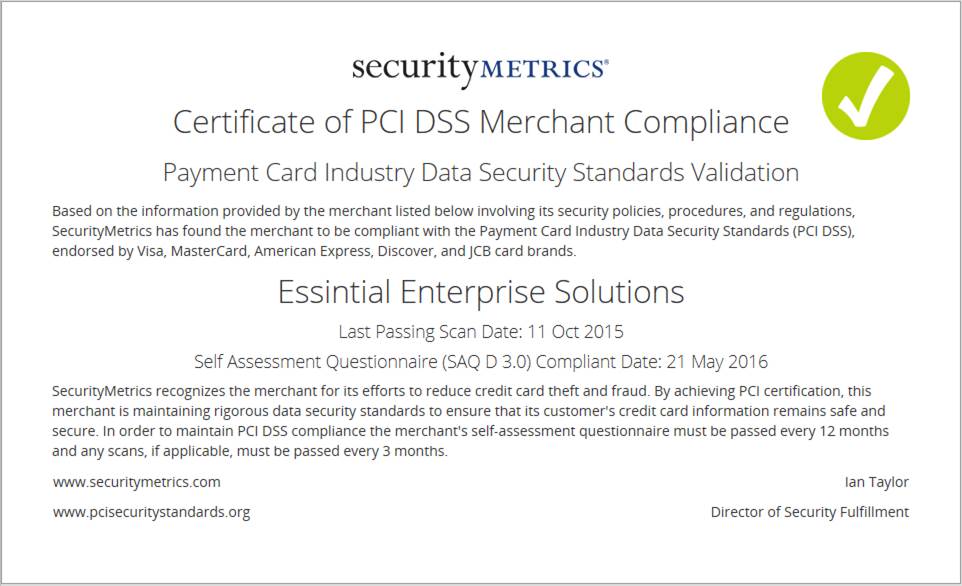 securityMETRICS®
Certificate of PCI DSS Merchant Compliance
Payment Card Industry Data Security Standards Validation
Based on the information provided by the merchant listed below involving its security policies, procedures, and regulations,
SecurityMetrics has found the merchant to be compliant with the Payment Card Industry Data Security Standards (PCI DSS),
endorsed by Visa, MasterCard, American Express, Discover, and JCB card brands.
Essintial Enterprise Solutions
Last Passing Scan Date: 11 Oct 2015
Self Assessment Questionnaire (SAQ D 3.0) Compliant Date: 21 May 2016
SecurityMetrics recognizes the merchant for its efforts to reduce credit card theft and fraud. By achieving PCI certification, this
merchant is maintaining rigorous data security standards to ensure that its customer's credit card information remains safe and
secure. In order to maintain PCI DSS compliance the merchant's self-assessment questionnaire must be passed every 12 months
and any scans, if applicable, must be passed every 3 months.
www.securitymetrics.com
Ian Taylor
www.pcisecuritystandards.org
Director of Security Fulfillment